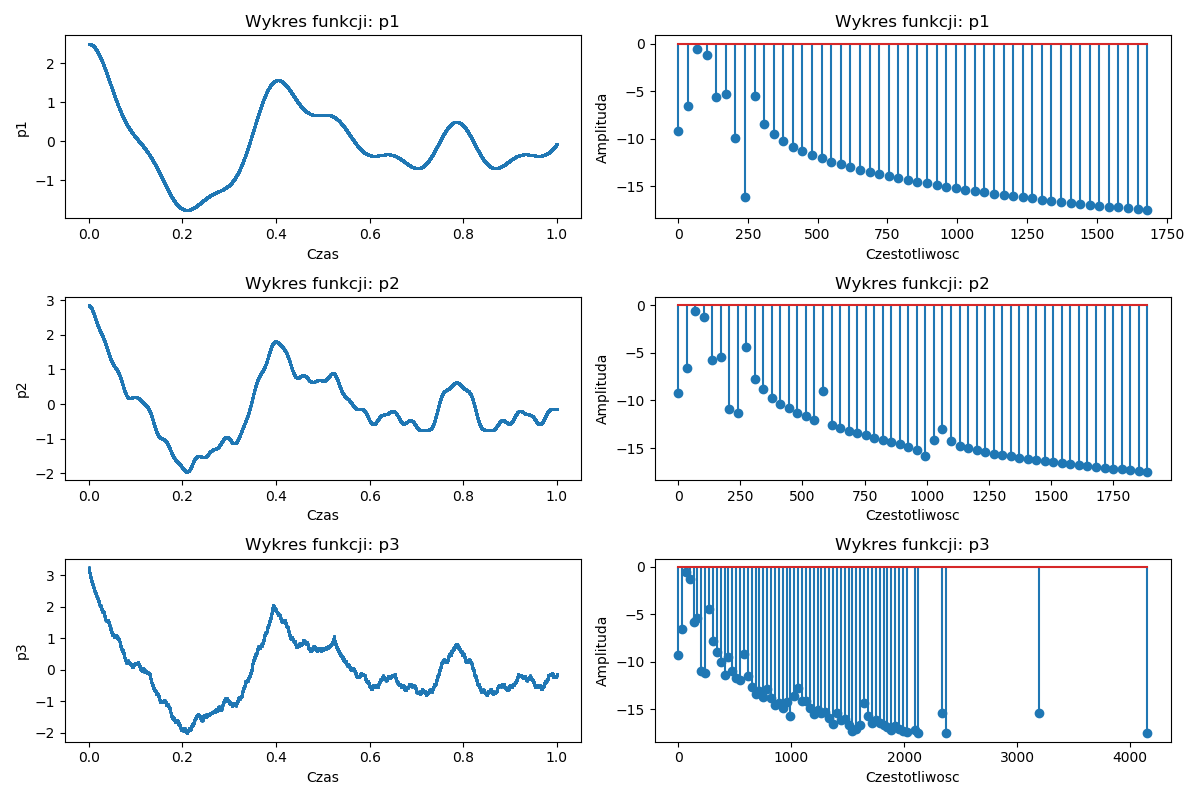 Wykres funkcji: p1
p1
2
1
0
−1
0.0 0.2 0.4 0.6 0.8 1.0
Czas
Wykres funkcji: p1
Amplituda
0
−5
−10
−15
0 250 500 750 1000 1250 1500 1750
Czestotliwosc
Wykres funkcji: p2
p2
3
2
1
0
−1
−2
0.0 0.2 0.4 0.6 0.8 1.0
Czas
Wykres funkcji: p2
Amplituda
0
−5
−10
−15
0 250 500 750 1000 1250 1500 1750
Czestotliwosc
Wykres funkcji: p3
p3
3
2
1
0
−1
−2
0.0 0.2 0.4 0.6 0.8 1.0
Czas
Wykres funkcji: p3
Amplituda
0
−5
−10
−15
0 1000 2000 3000 4000
Czestotliwosc